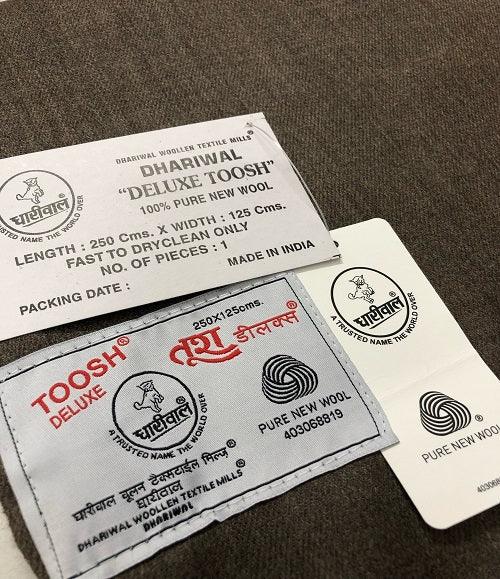 DHARIWAL WOOLLEN TEXTILE MILLS®
DHARIWAL
"DELUXE TOOSH"
100% PURE NEW WOOL
धारीवाल®
A TRUSTED NAME THE WORLD OVER
LENGTH : 250 Cms. X WIDTH : 125 Cms.
FAST TO DRYCLEAN ONLY
NO. OF PIECES : 1
MADE IN INDIA
PACKING DATE :
250X125cms.
TOOSH®
DELUXE
तूश डीलक्स®
धारीवाल®
A TRUSTED NAME THE WORLD OVER
PURE NEW WOOL
403068819
धारीवाल वूलन टेक्सटाईल मिल्ज़®
धारीवाल
DHARIWAL WOOLLEN TEXTILE MILLS®
DHARIWAL
धारीवाल®
A TRUSTED NAME THE WORLD OVER
PURE NEW WOOL